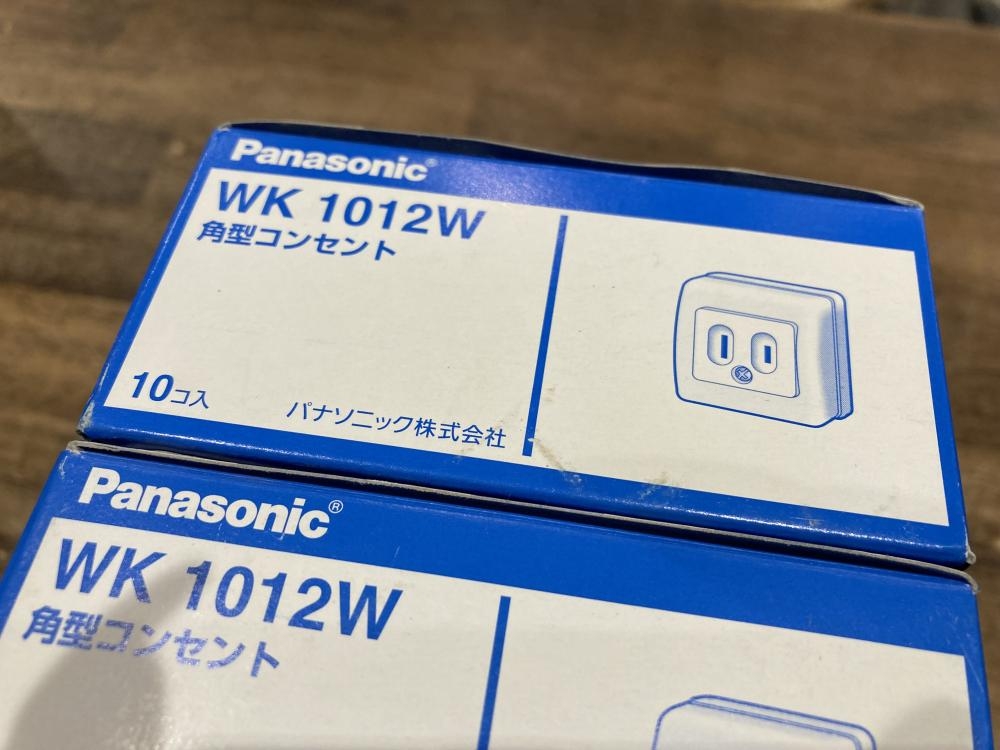 Panasonic®
WK 1012W
角型コンセント
10コ入
パナソニック株式会社
Panasonic®
WK 1012W
角型コンセント